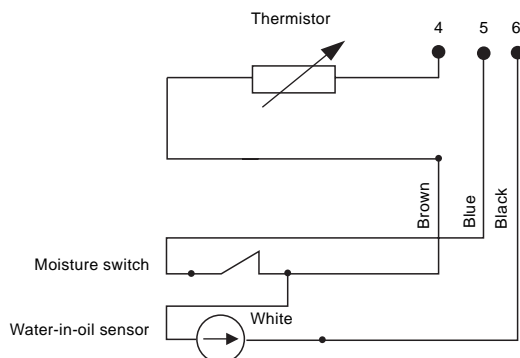 Thermistor
4 5 6
Brown
Blue
Black
Moisture switch
White
Water-in-oil sensor